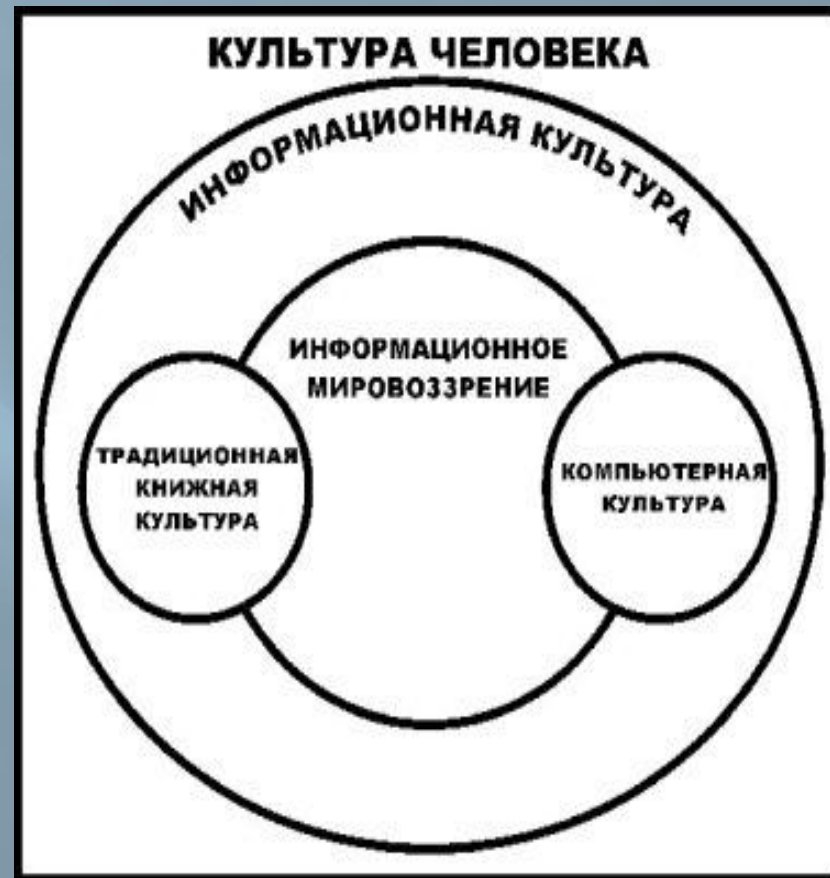 КУЛЬТУРА ЧЕЛОВЕКА
ИНФОРМАЦИОННАЯ КУЛЬТУРА
ИНФОРМАЦИОННОЕ
МИРОВОЗЗРЕНИЕ
ТРАДИЦИОННАЯ
КНИЖНАЯ
КУЛЬТУРА
КОМПЬЮТЕРНАЯ
КУЛЬТУРА